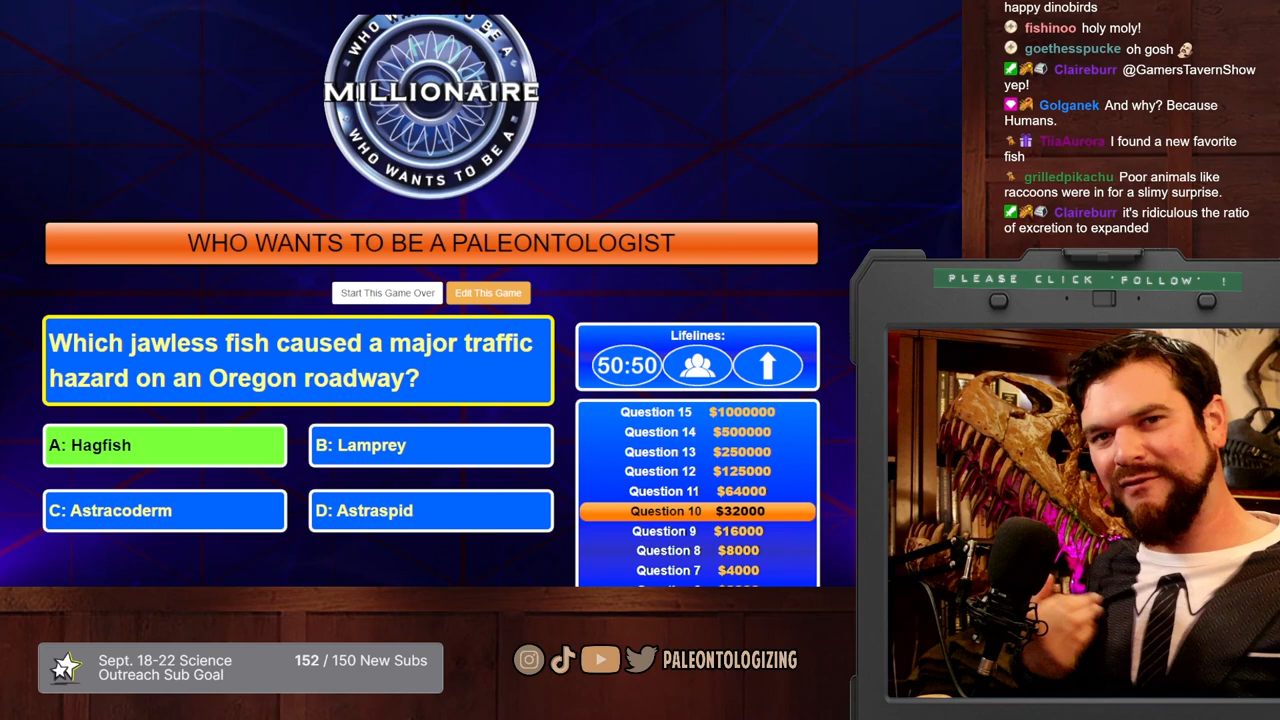 WHO WANTS TO BE A
MILLIONAIRE
WHO WANTS TO BE A
WHO WANTS TO BE A PALEONTOLOGIST
Start This Game Over
Edit This Game
Which jawless fish caused a major traffic
hazard on an Oregon roadway?
A: Hagfish
B: Lamprey
C: Astracoderm
D: Astraspid
Lifelines:
50:50
Question 15 $1000000
Question 14 $500000
Question 13 $250000
Question 12 $125000
Question 11 $64000
Question 10 $32000
Question 9 $16000
Question 8 $8000
Question 7 $4000
happy dinobirds
fishinoo holy moly!
goethesspucke oh gosh
Claireburr @GamersTavernShow
yep!
Golganek And why? Because
Humans.
TiiaAurora I found a new favorite
fish
grilledpikachu Poor animals like
raccoons were in for a slimy surprise.
Claireburr it's ridiculous the ratio
of excretion to expanded
PLEASE CLICK "FOLLOW" !
Sept. 18-22 Science
Outreach Sub Goal
152 / 150 New Subs
PALEONTOLOGIZING